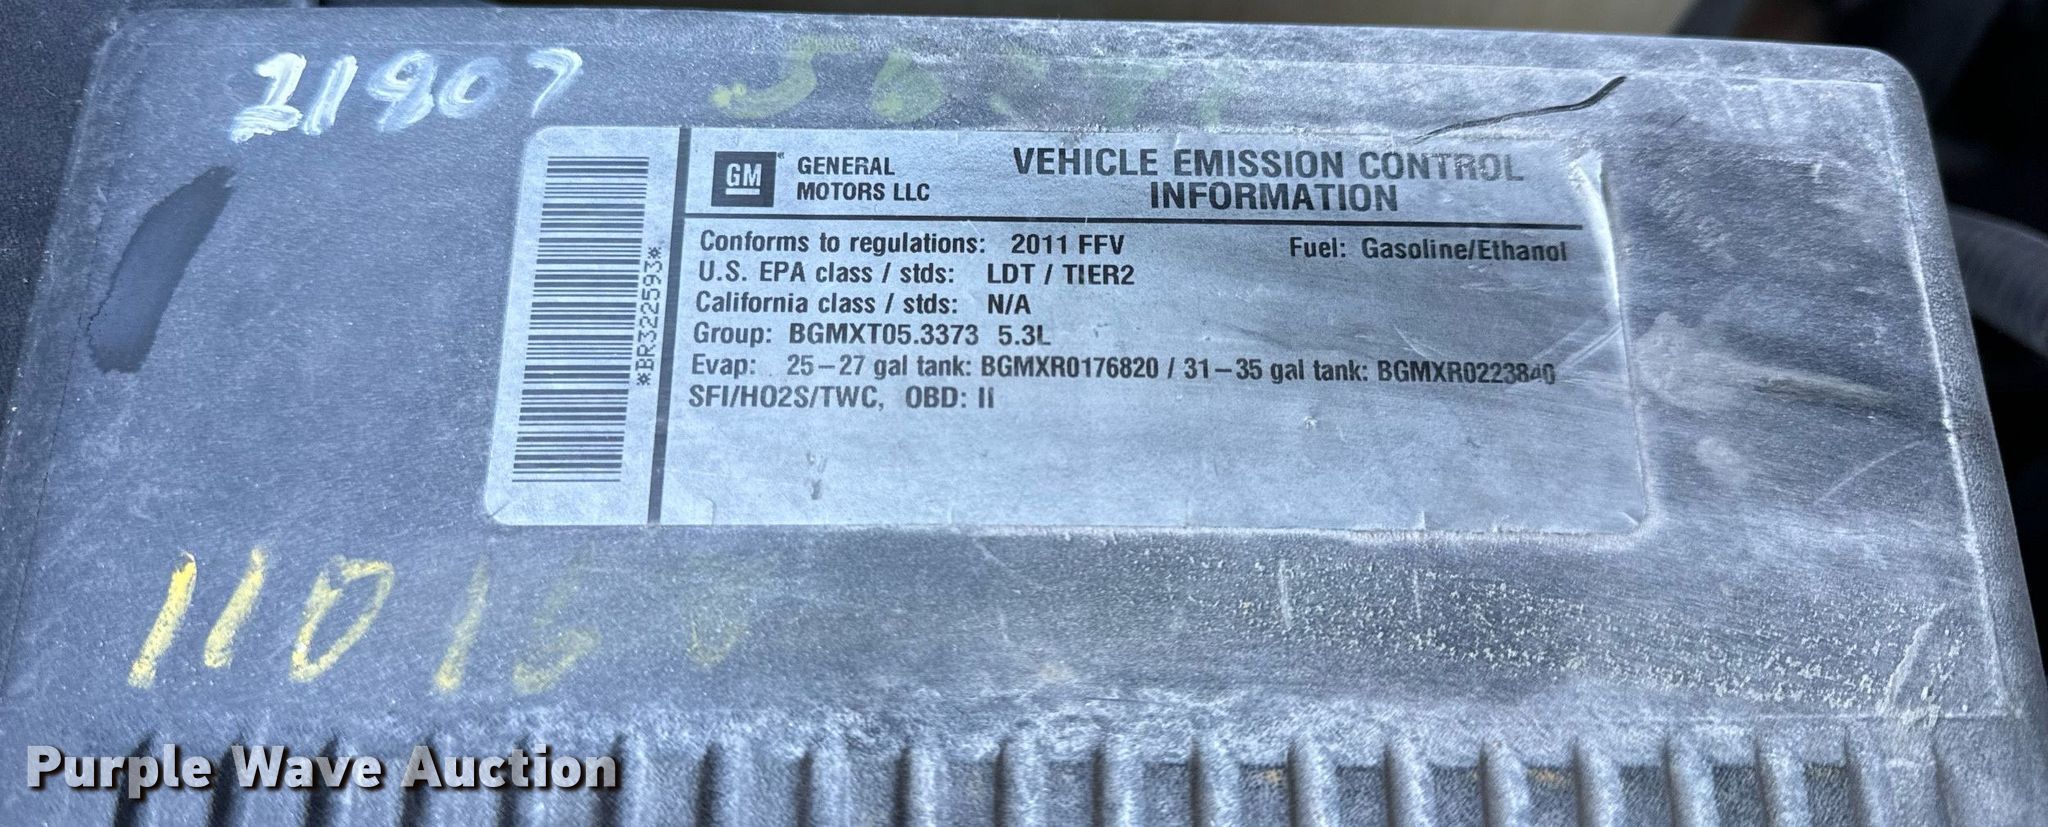 21907
GM
GENERAL
MOTORS LLC
VEHICLE EMISSION CONTROL
INFORMATION
Conforms to regulations: 2011 FFV
Fuel: Gasoline/Ethanol
U.S. EPA class / stds: LDT / TIER2
California class / stds: N/A
Group: BGMXT05.3373 5.3L
Evap: 25-27 gal tank: BGMXR0176820 / 31-35 gal tank: BGMXR0223840
SFI/HO2S/TWC, OBD: II
*BR322593*
Purple Wave Auction